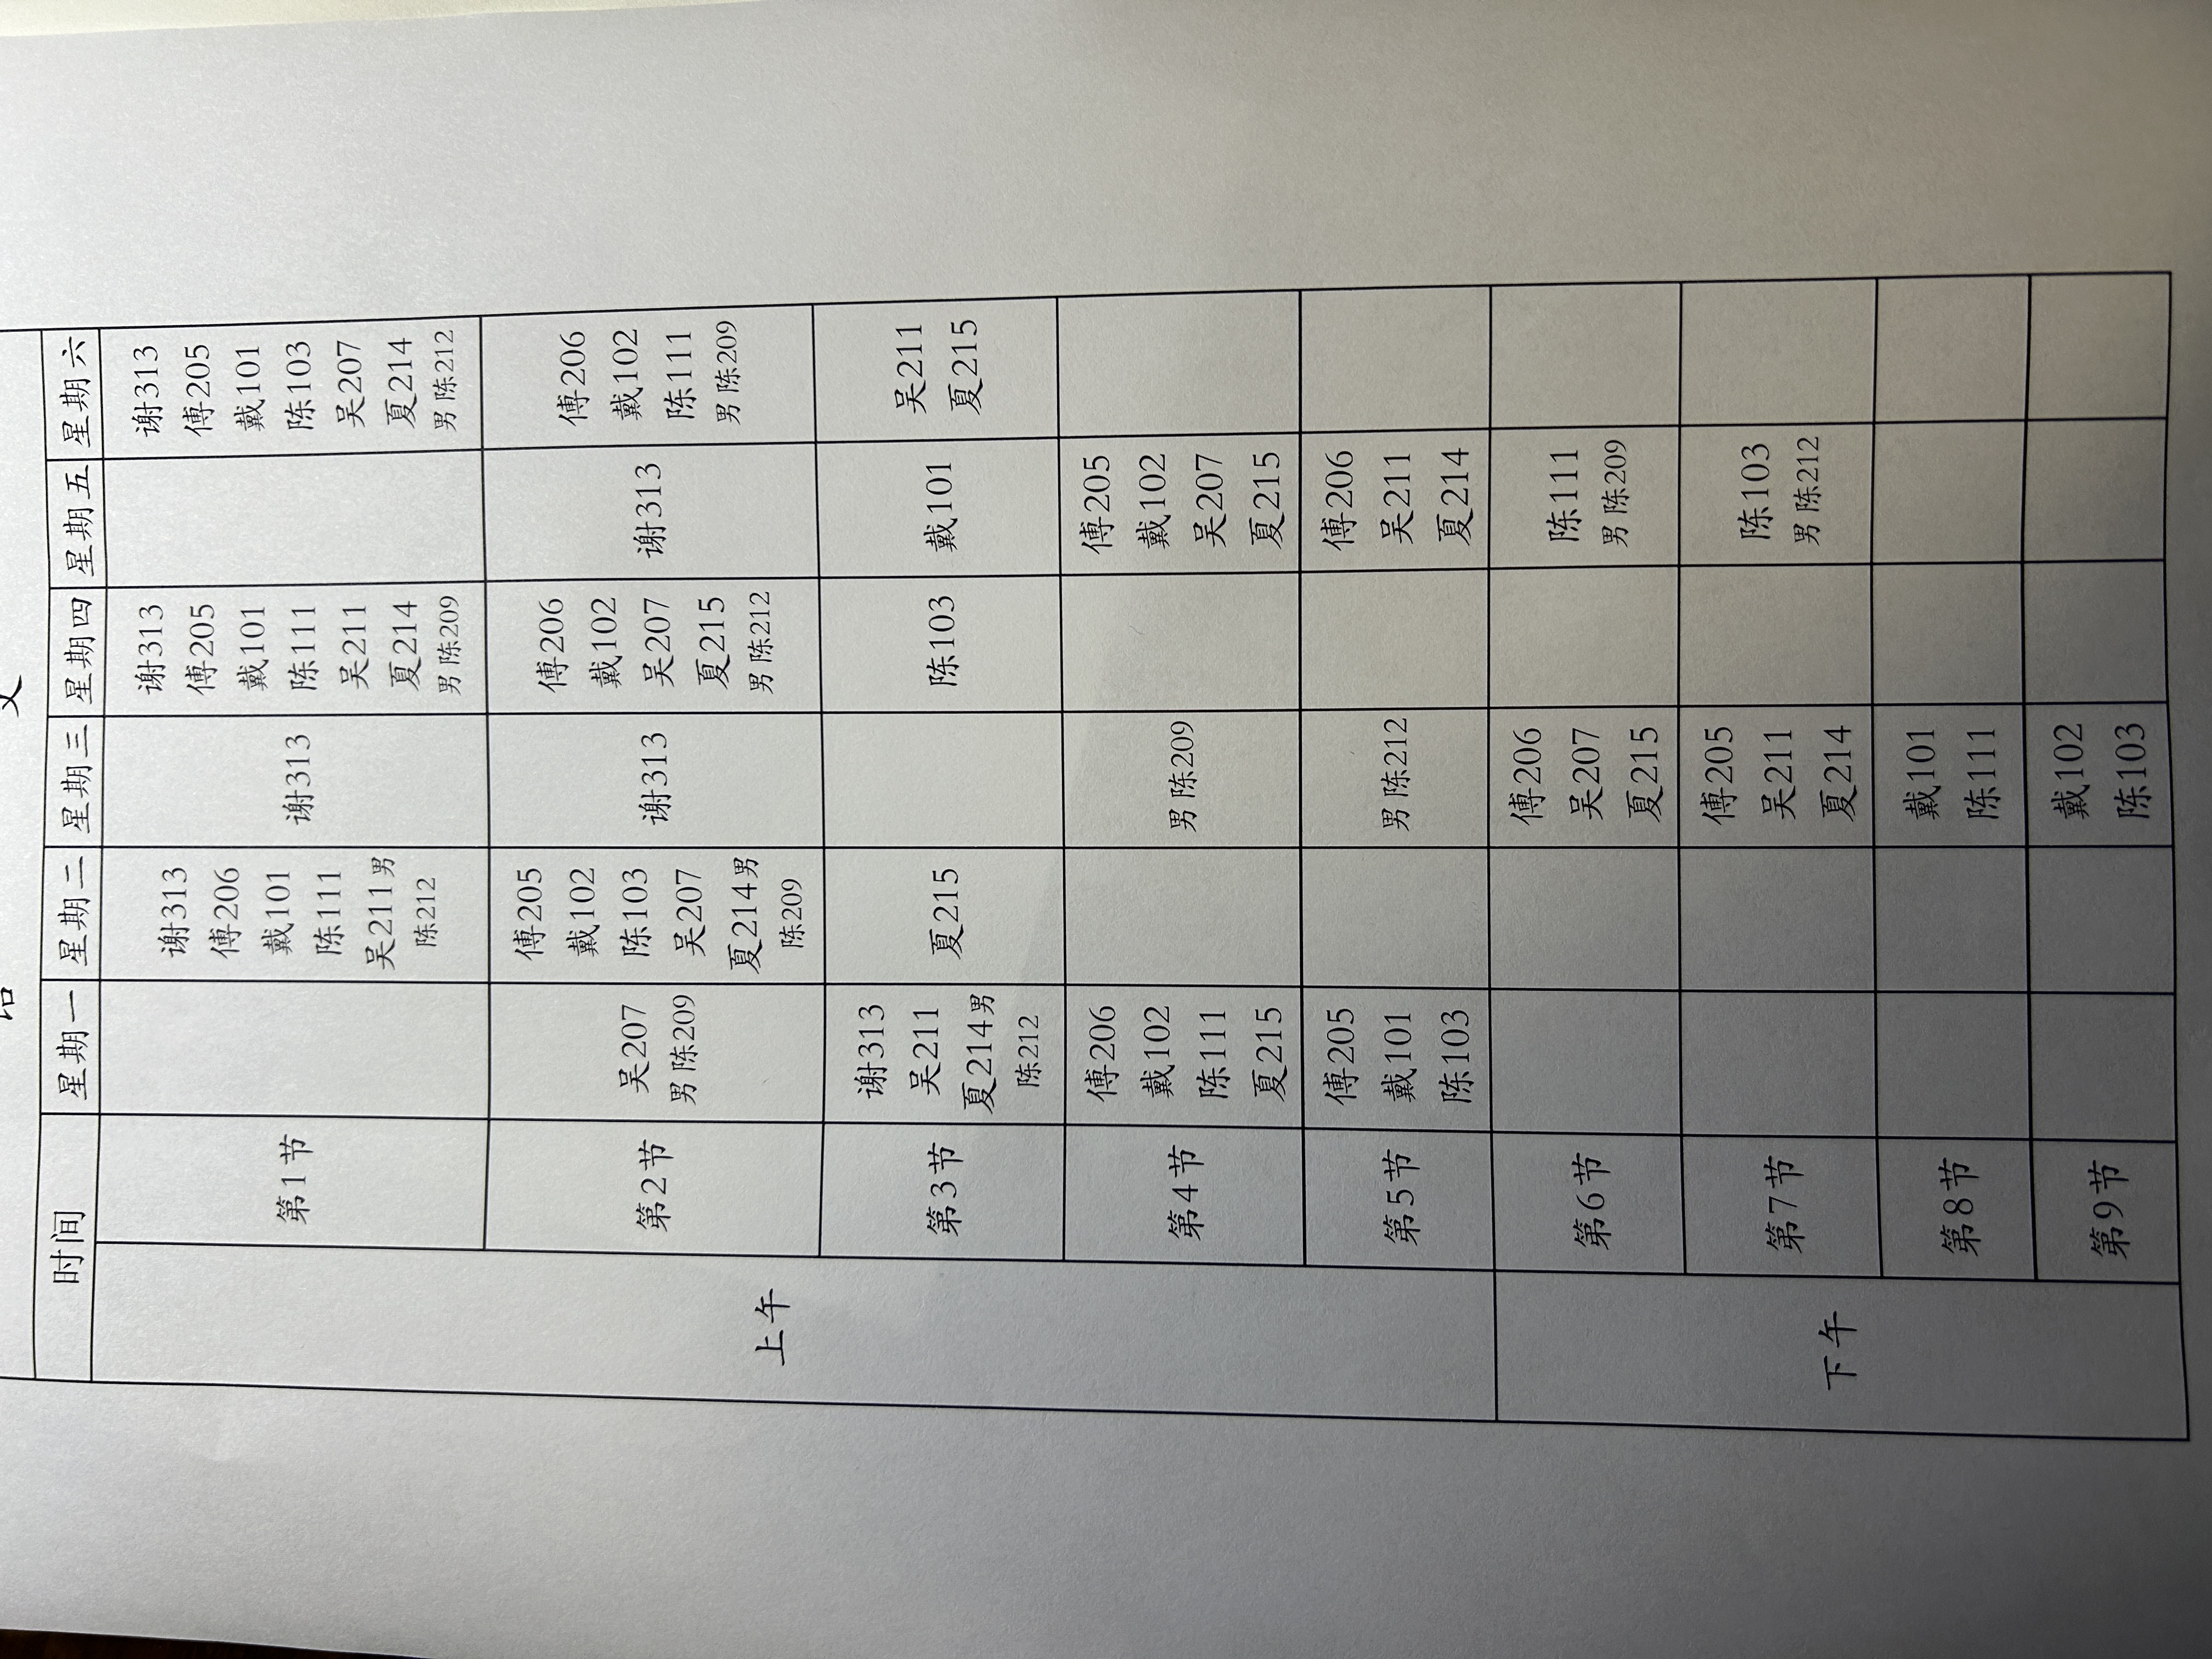 语 文
时间 星期一 星期二 星期三 星期四 星期五 星期六
上午
第1节
谢313
傅206
戴101
陈111
吴211男
陈212
谢313
谢313
傅205
戴101
陈111
吴211
夏214
男 陈209
谢313
傅205
戴101
陈103
吴207
夏214
男 陈212
第2节
吴207
男 陈209
傅205
戴102
陈103
吴207
夏214男
陈209
谢313
傅206
戴102
吴207
夏215
男 陈212
谢313
傅206
戴102
陈111
男 陈209
第3节
谢313
吴211
夏214男
陈212
夏215
陈103
戴101
吴211
夏215
第4节
傅206
戴102
陈111
夏215
男 陈209
傅205
戴102
吴207
夏215
第5节
傅205
戴101
陈103
男 陈212
傅206
吴211
夏214
下午
第6节
傅206
吴207
夏215
陈111
男 陈209
第7节
傅205
吴211
夏214
陈103
男 陈212
第8节
戴101
陈111
第9节
戴102
陈103